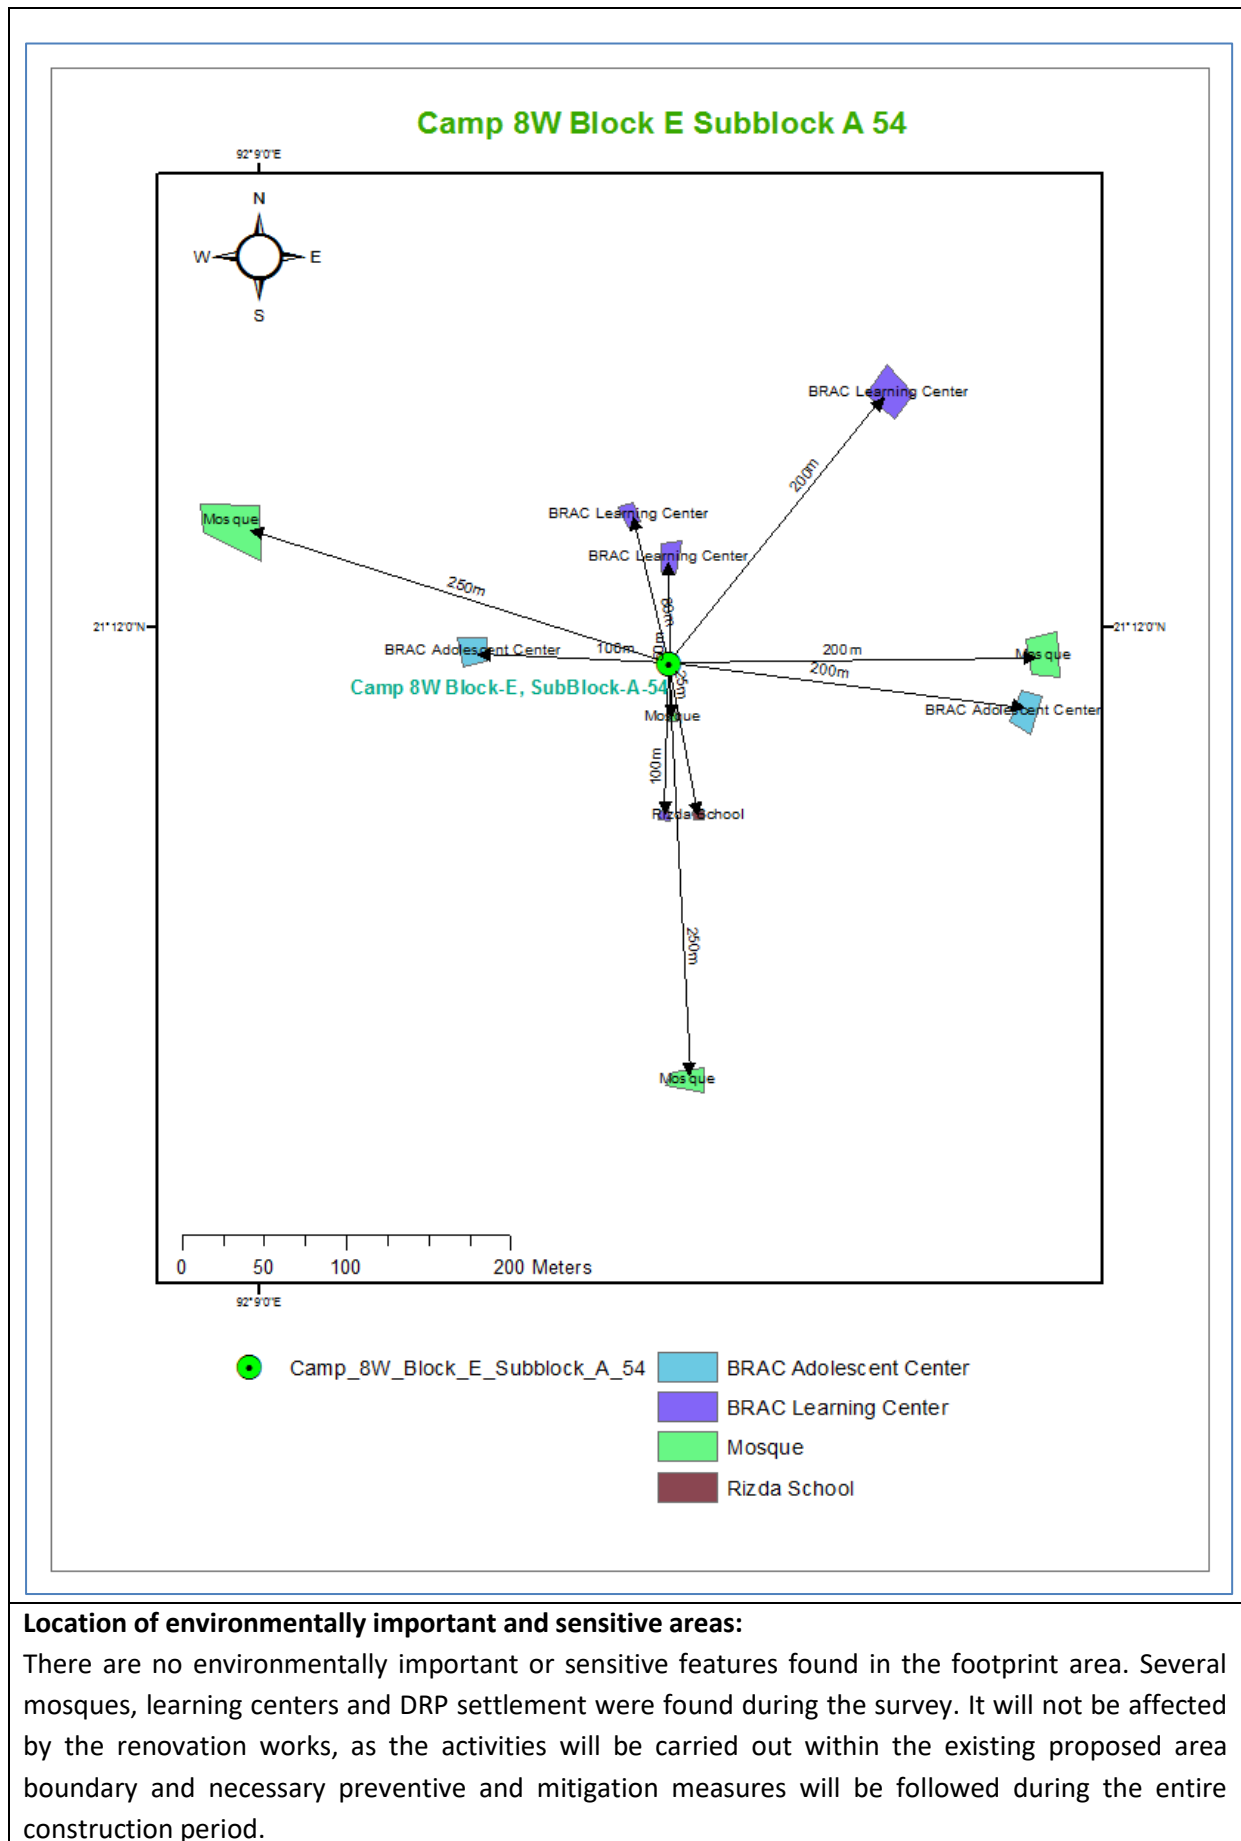 Camp 8W Block E Subblock A 54
92°9'0"E
N
W E
S
BRAC Learning Center
200m
BRAC Learning Center
Mosque
BRAC Learning Center
250m
80m
21°12'0"N
21°12'0"N
BRAC Adolescent Center
100m
200 m
Mosque
200m
Camp 8W Block-E, SubBlock-A-54
25m
BRAC Adolescent Center
Mosque
100m
Rizda School
250m
Mosque
0 50 100 200 Meters
92°9'0"E
Camp_8W_Block_E_Subblock_A_54
BRAC Adolescent Center
BRAC Learning Center
Mosque
Rizda School
Location of environmentally important and sensitive areas:
There are no environmentally important or sensitive features found in the footprint area. Several
mosques, learning centers and DRP settlement were found during the survey. It will not be affected
by the renovation works, as the activities will be carried out within the existing proposed area
boundary and necessary preventive and mitigation measures will be followed during the entire
construction period.